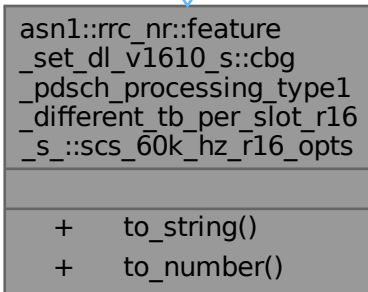 asn1::rrc_nr::feature
_set_dl_v1610_s::cbg
_pdsch_processing_type1
_different_tb_per_slot_r16
_s_::scs_60k_hz_r16_opts
+ to_string()
+ to_number()